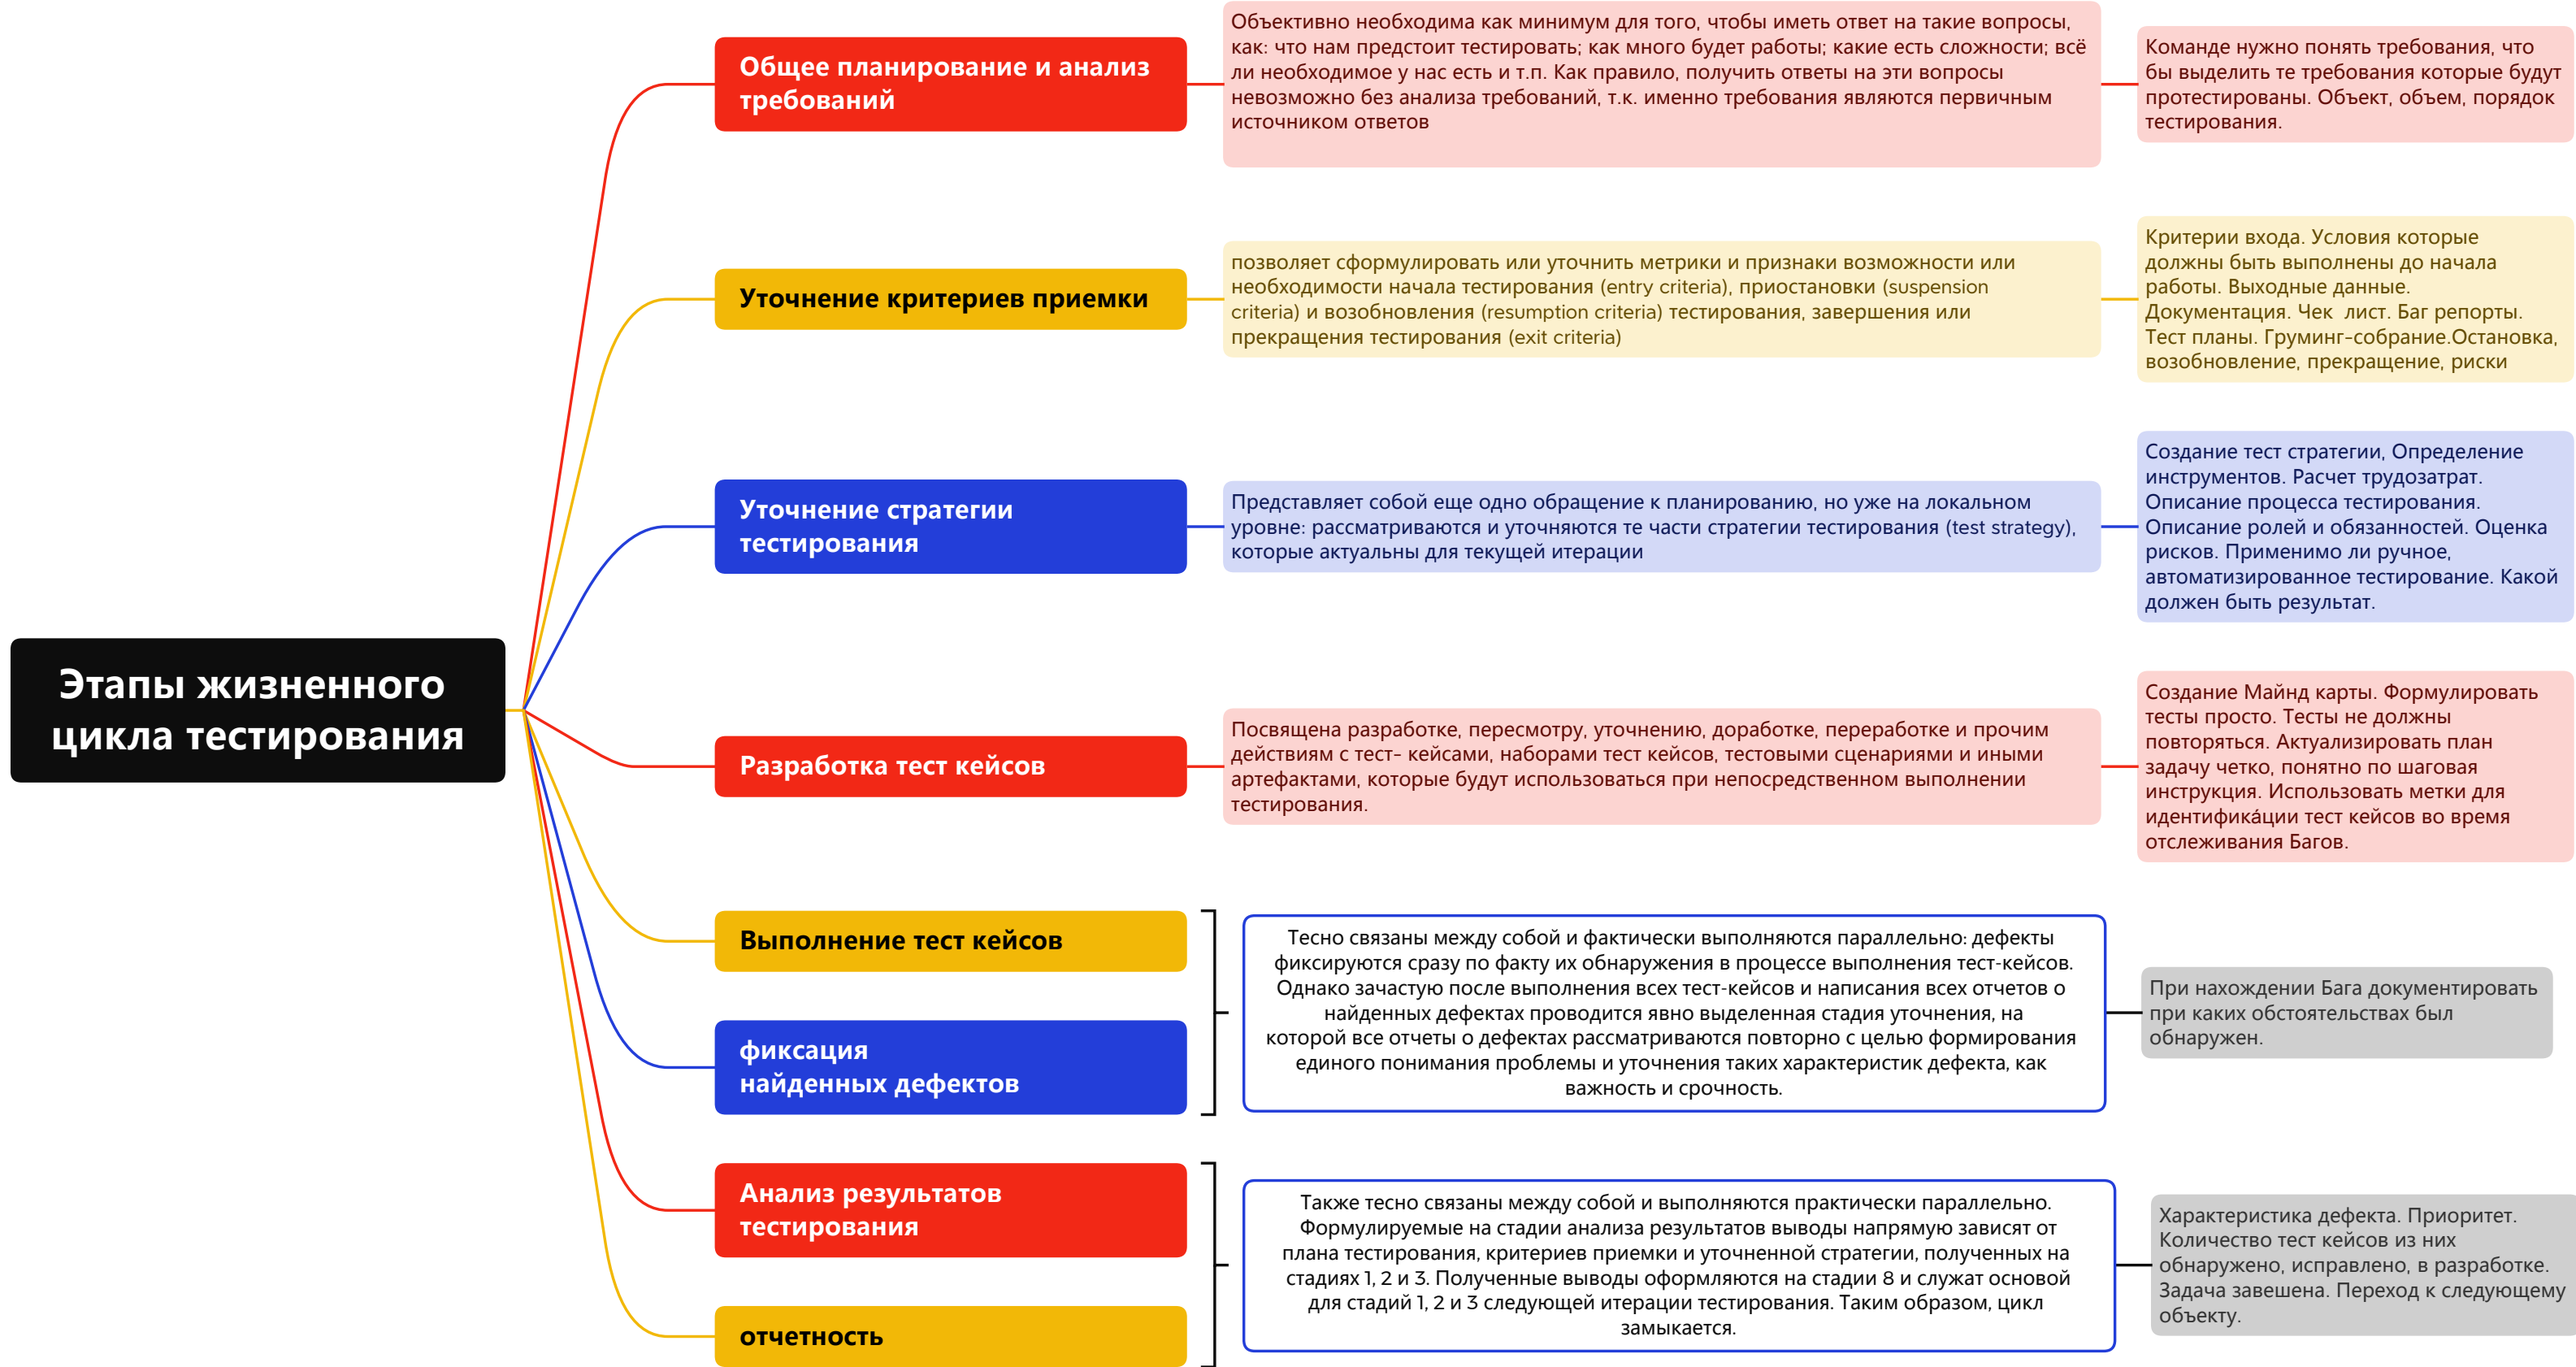 Этапы жизненного
цикла тестирования
Общее планирование и анализ
требований
Объективно необходима как минимум для того, чтобы иметь ответ на такие вопросы,
как: что нам предстоит тестировать; как много будет работы; какие есть сложности; всё
ли необходимое у нас есть и т.п. Как правило, получить ответы на эти вопросы
невозможно без анализа требований, т.к. именно требования являются первичным
источником ответов
Команде нужно понять требования, что
бы выделить те требования которые будут
протестированы. Объект, объем, порядок
тестирования.
Уточнение критериев приемки
позволяет сформулировать или уточнить метрики и признаки возможности или
необходимости начала тестирования (entry criteria), приостановки (suspension
criteria) и возобновления (resumption criteria) тестирования, завершения или
прекращения тестирования (exit criteria)
Критерии входа. Условия которые
должны быть выполнены до начала
работы. Выходные данные.
Документация. Чек  лист. Баг репорты.
Тест планы. Груминг-собрание.Остановка,
возобновление, прекращение, риски
Уточнение стратегии
тестирования
Представляет собой еще одно обращение к планированию, но уже на локальном
уровне: рассматриваются и уточняются те части стратегии тестирования (test strategy),
которые актуальны для текущей итерации
Создание тест стратегии, Определение
инструментов. Расчет трудозатрат.
Описание процесса тестирования.
Описание ролей и обязанностей. Оценка
рисков. Применимо ли ручное,
автоматизированное тестирование. Какой
должен быть результат.
Разработка тест кейсов
Посвящена разработке, пересмотру, уточнению, доработке, переработке и прочим
действиям с тест- кейсами, наборами тест кейсов, тестовыми сценариями и иными
артефактами, которые будут использоваться при непосредственном выполнении
тестирования.
Создание Майнд карты. Формулировать
тесты просто. Тесты не должны
повторяться. Актуализировать план
задачу четко, понятно по шаговая
инструкция. Использовать метки для
идентифика́ции тест кейсов во время
отслеживания Багов.
Выполнение тест кейсов
фиксация
найденных дефектов
Тесно связаны между собой и фактически выполняются параллельно: дефекты
фиксируются сразу по факту их обнаружения в процессе выполнения тест-кейсов.
Однако зачастую после выполнения всех тест-кейсов и написания всех отчетов о
найденных дефектах проводится явно выделенная стадия уточнения, на
которой все отчеты о дефектах рассматриваются повторно с целью формирования
единого понимания проблемы и уточнения таких характеристик дефекта, как
важность и срочность.
При нахождении Бага документировать
при каких обстоятельствах был
обнаружен.
Анализ результатов
тестирования
отчетность
Также тесно связаны между собой и выполняются практически параллельно.
Формулируемые на стадии анализа результатов выводы напрямую зависят от
плана тестирования, критериев приемки и уточненной стратегии, полученных на
стадиях 1, 2 и 3. Полученные выводы оформляются на стадии 8 и служат основой
для стадий 1, 2 и 3 следующей итерации тестирования. Таким образом, цикл
замыкается.
Характеристика дефекта. Приоритет.
Количество тест кейсов из них
обнаружено, исправлено, в разработке.
Задача завешена. Переход к следующему
объекту.